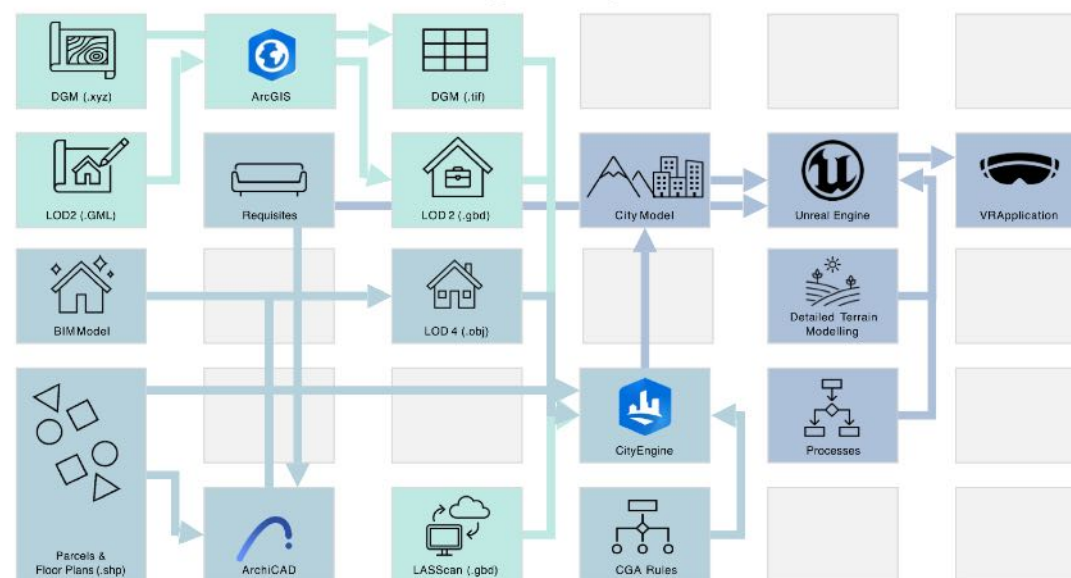 DGM (.xyz)
ArcGIS
DGM (.tif)
LOD2 (.GML)
Requisites
LOD 2 (.gbd)
City Model
Unreal Engine
VRApplication
BIMModel
LOD 4 (.obj)
Detailed Terrain
Modelling
CityEngine
Processes
Parcels &
Floor Plans (.shp)
ArchiCAD
LASScan (.gbd)
CGA Rules